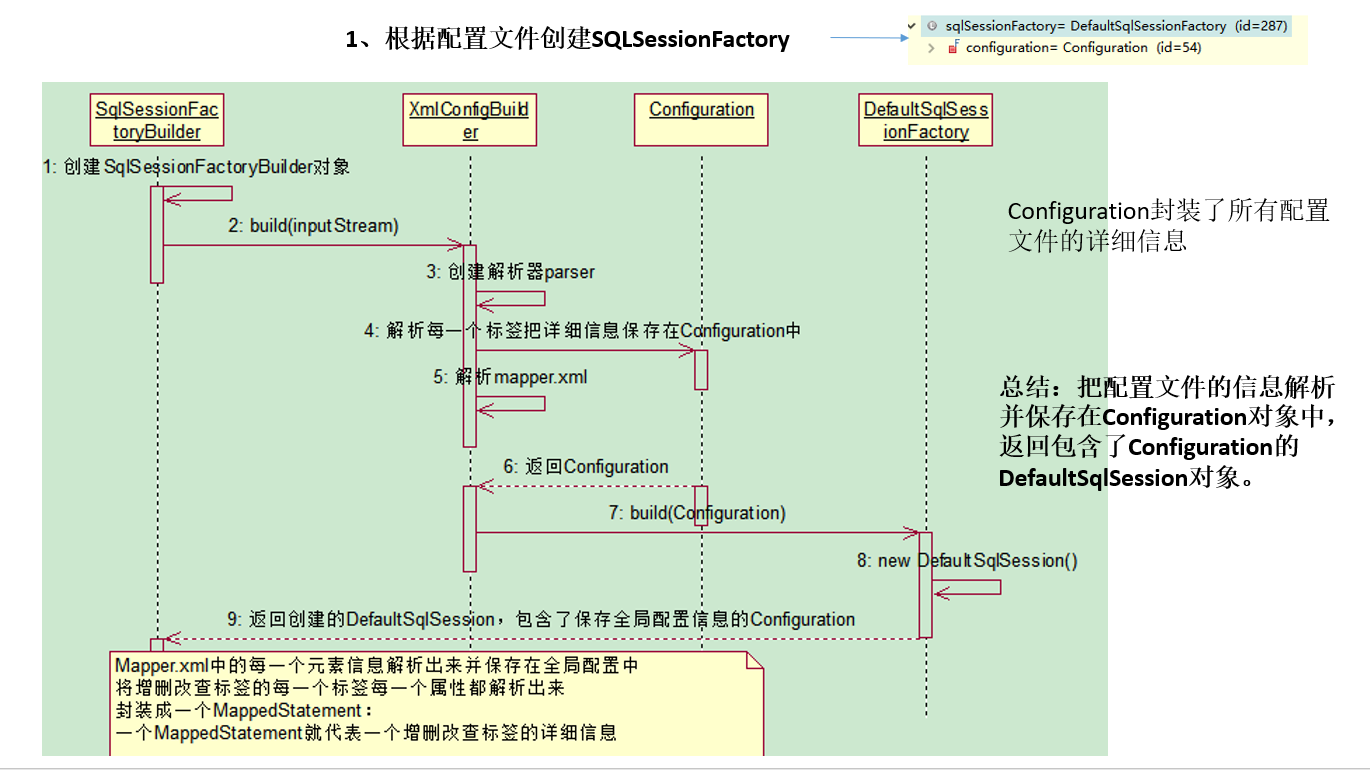 1、根据配置文件创建SQLSessionFactory
sqlSessionFactory= DefaultSqlSessionFactory (id=287)
configuration= Configuration (id=54)
SqlSessionFac
toryBuilder
XmlConfigBuild
er
Configuration
DefaultSqlSess
ionFactory
1: 创建SqlSessionFactoryBuilder对象
2: build(inputStream)
3: 创建解析器parser
4: 解析每一个标签把详细信息保存在Configuration中
5: 解析mapper.xml
6: 返回Configuration
7: build(Configuration)
8: new DefaultSqlSession()
9: 返回创建的DefaultSqlSession，包含了保存全局配置信息的Configuration
Mapper.xml中的每一个元素信息解析出来并保存在全局配置中
将增删改查标签的每一个标签每一个属性都解析出来
封装成一个MappedStatement：
一个MappedStatement就代表一个增删改查标签的详细信息
Configuration封装了所有配置
文件的详细信息
总结：把配置文件的信息解析
并保存在Configuration对象中，
返回包含了Configuration的
DefaultSqlSession对象。